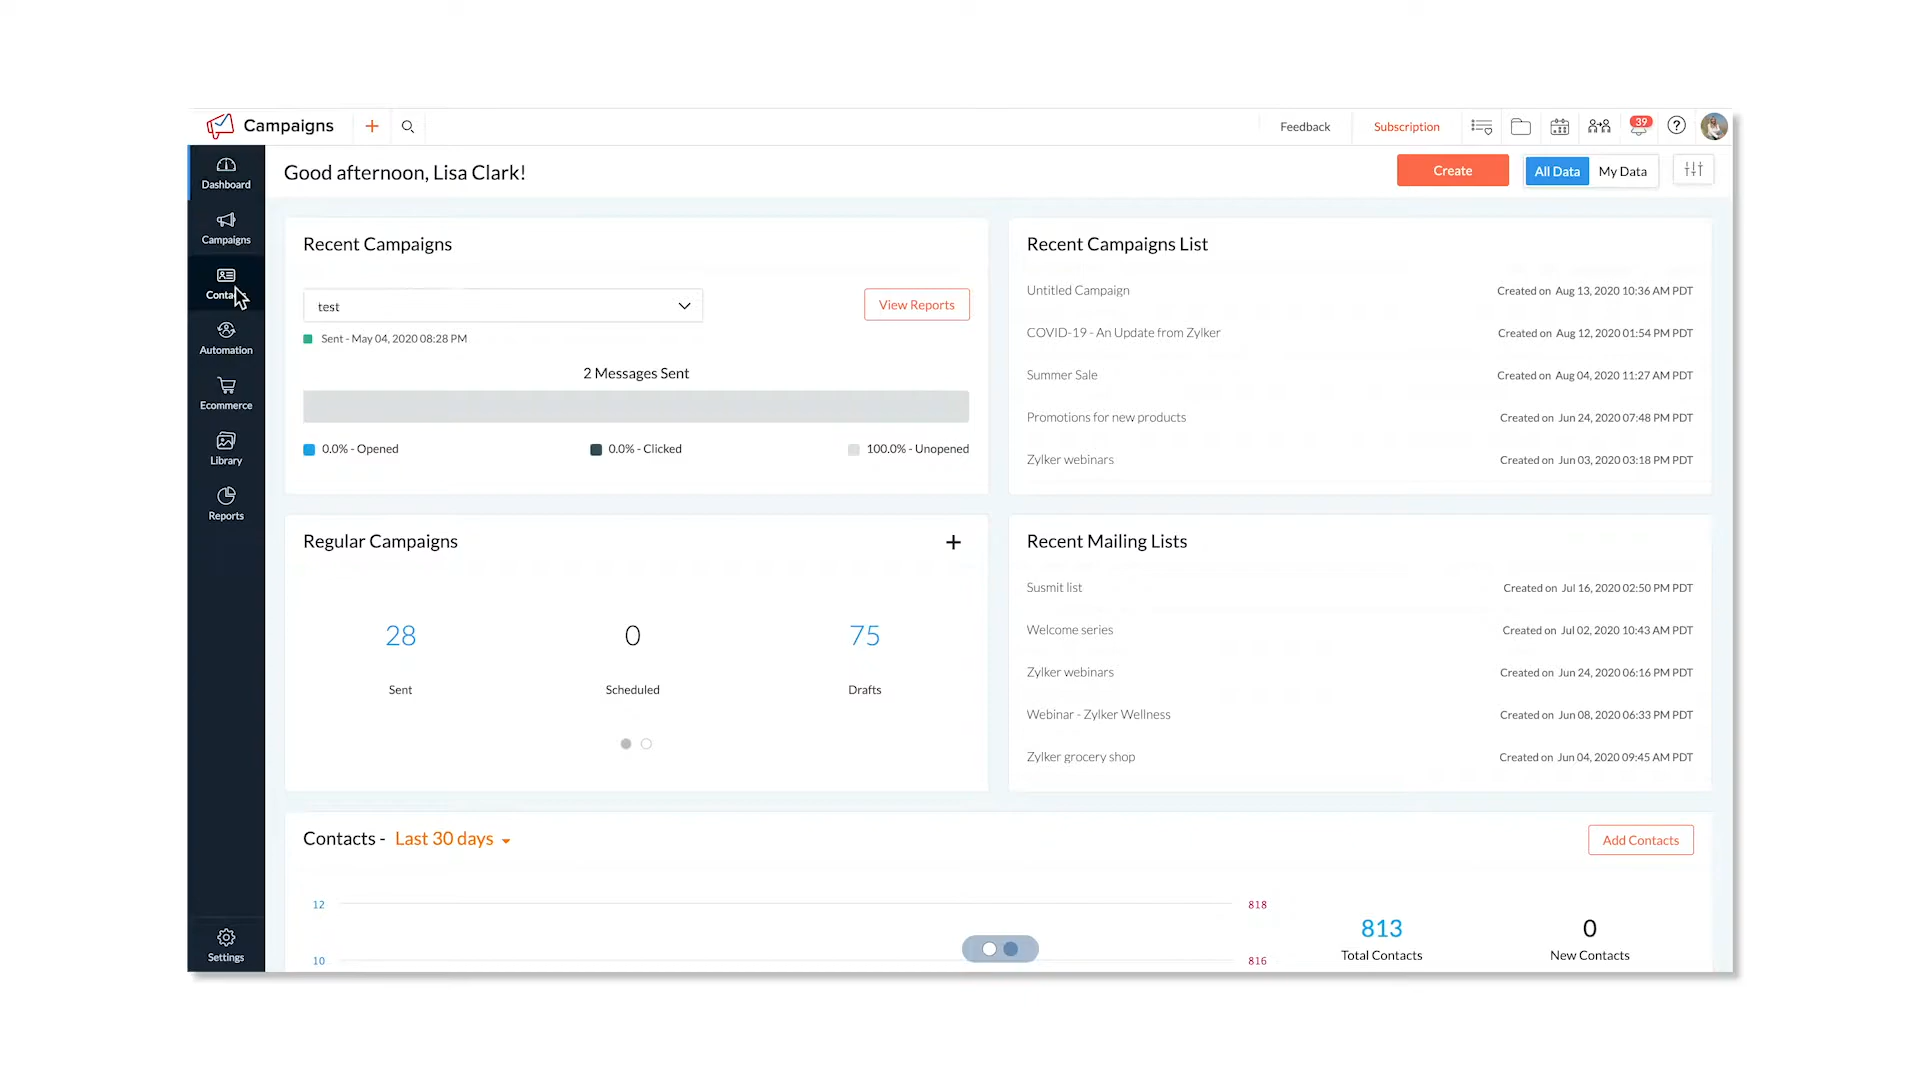 Campaigns
Feedback
Subscription
39
Dashboard
Campaigns
Automation
Ecommerce
Library
Reports
Settings
Good afternoon, Lisa Clark!
Create
All Data
My Data
Recent Campaigns
test
View Reports
Sent - May 04, 2020 08:28 PM
2 Messages Sent
0.0% - Opened
0.0% - Clicked
100.0% - Unopened
Recent Campaigns List
Untitled Campaign Created on Aug 13, 2020 10:36 AM PDT
COVID-19 - An Update from Zylker Created on Aug 12, 2020 01:54 PM PDT
Summer Sale Created on Aug 04, 2020 11:27 AM PDT
Promotions for new products Created on Jun 24, 2020 07:48 PM PDT
Zylker webinars Created on Jun 03, 2020 03:18 PM PDT
Regular Campaigns
28
0
75
Sent
Scheduled
Drafts
Recent Mailing Lists
Susmit list Created on Jul 16, 2020 02:50 PM PDT
Welcome series Created on Jul 02, 2020 10:43 AM PDT
Zylker webinars Created on Jun 24, 2020 06:16 PM PDT
Webinar - Zylker Wellness Created on Jun 08, 2020 06:33 PM PDT
Zylker grocery shop Created on Jun 04, 2020 09:45 AM PDT
Contacts - Last 30 days
Add Contacts
12
818
10
816
813
Total Contacts
0
New Contacts